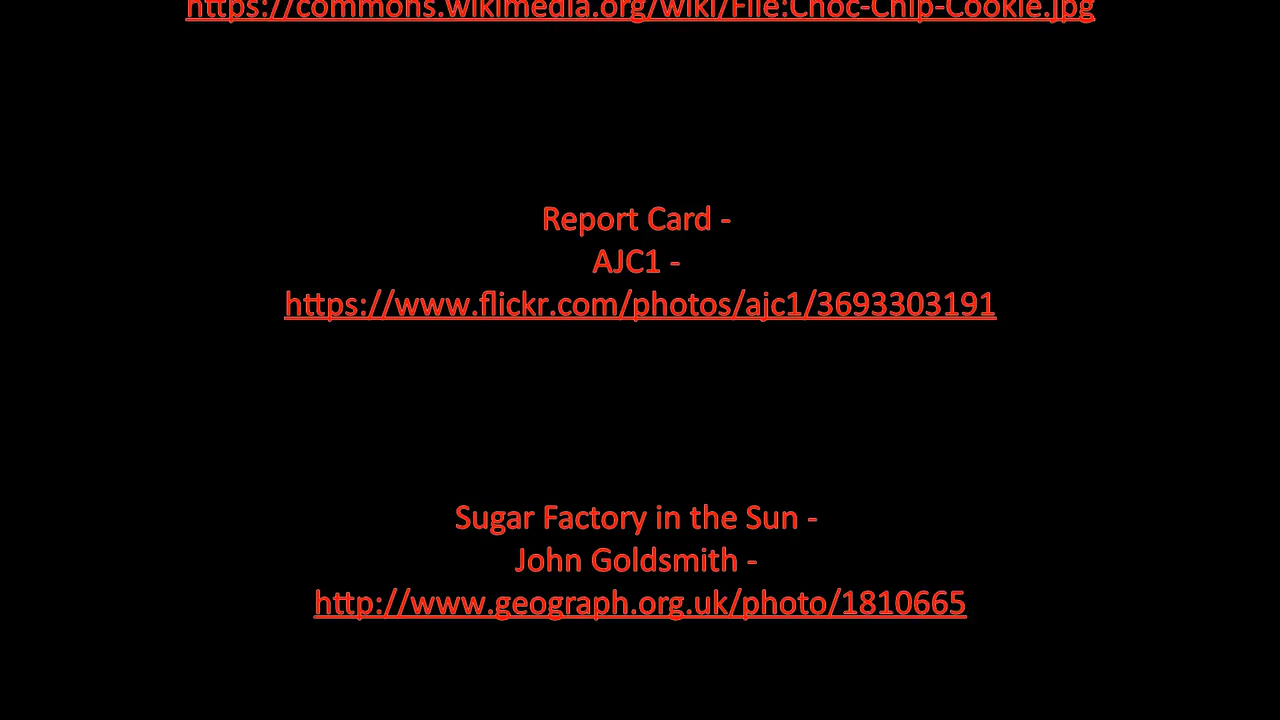 https://commons.wikimedia.org/wiki/File:Choc-Chip-Cookie.jpg
Report Card -
AJC1 -
https://www.flickr.com/photos/ajc1/3693303191
Sugar Factory in the Sun -
John Goldsmith -
http://www.geograph.org.uk/photo/1810665